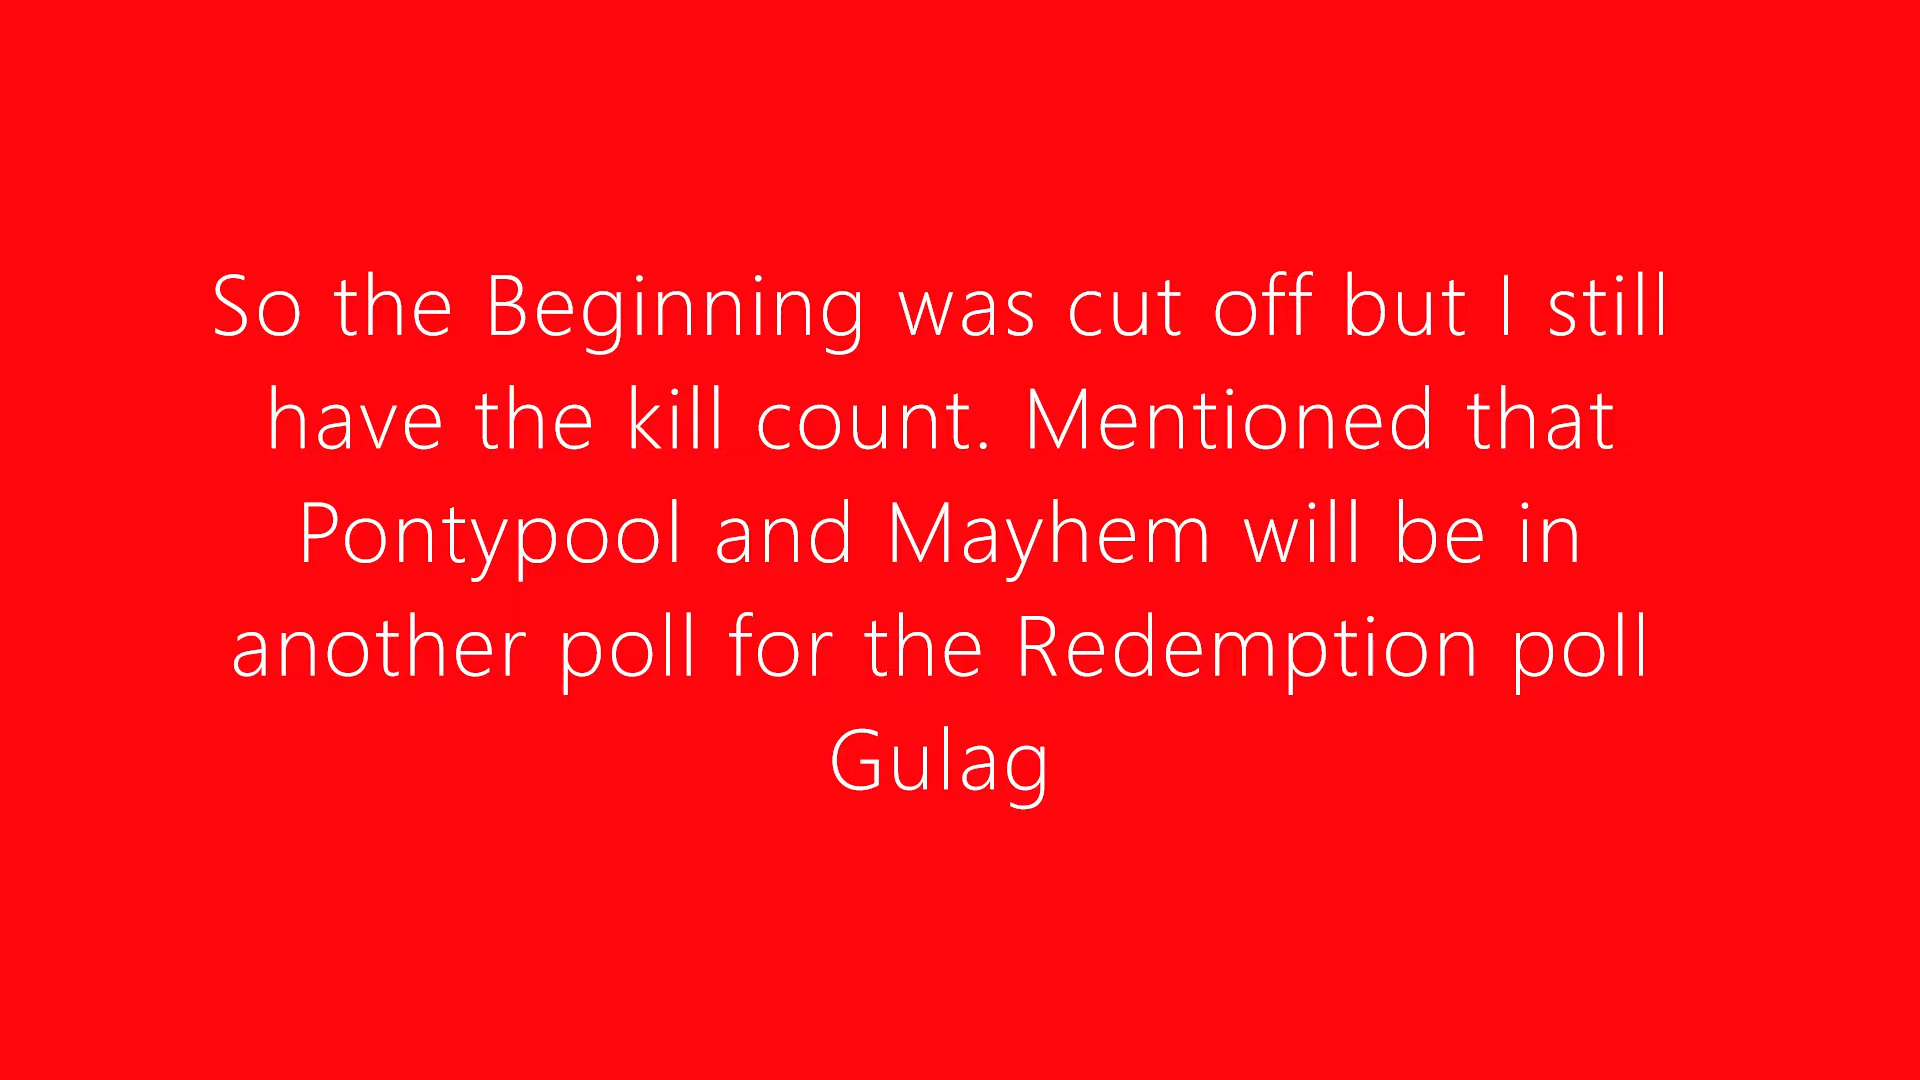 So the Beginning was cut off but I still
have the kill count. Mentioned that
Pontypool and Mayhem will be in
another poll for the Redemption poll
Gulag